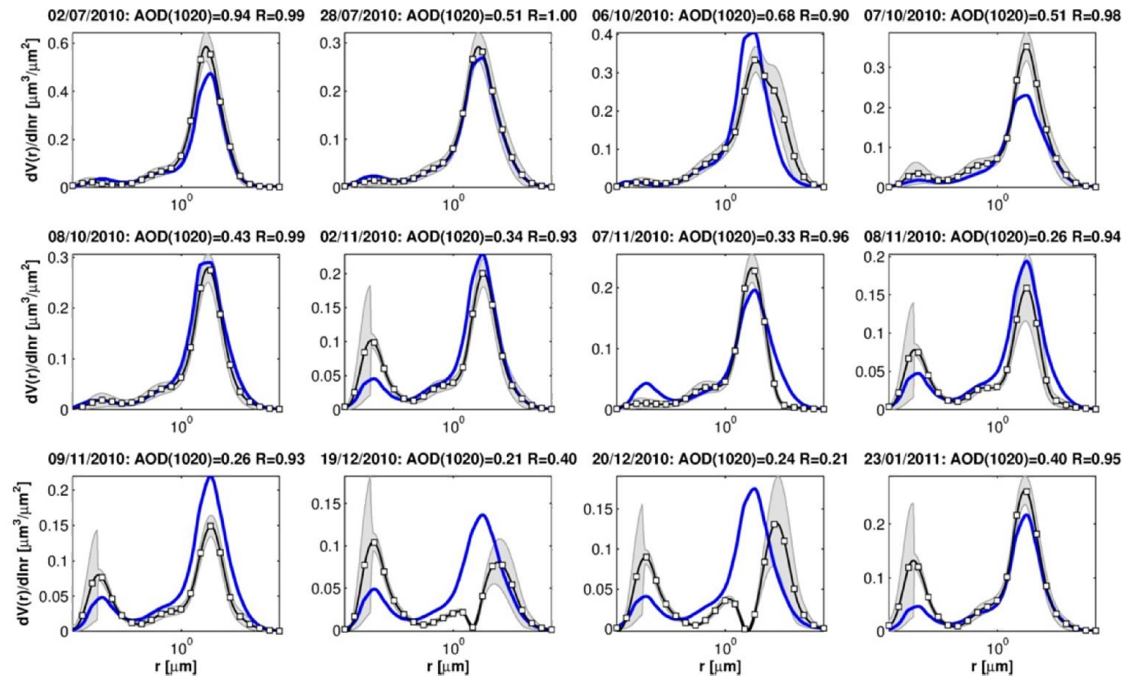 02/07/2010: AOD(1020)=0.94 R=0.99 28/07/2010: AOD(1020)=0.51 R=1.00 06/10/2010: AOD(1020)=0.68 R=0.90 07/10/2010: AOD(1020)=0.51 R=0.98
dV(r)/dlnr [μm³/μm²]
0.6 0.4 0.2 0
0.3 0.2 0.1 0
0.4 0.3 0.2 0.1 0
0.3 0.2 0.1 0
10⁰ 10⁰ 10⁰ 10⁰
08/10/2010: AOD(1020)=0.43 R=0.99 02/11/2010: AOD(1020)=0.34 R=0.93 07/11/2010: AOD(1020)=0.33 R=0.96 08/11/2010: AOD(1020)=0.26 R=0.94
dV(r)/dlnr [μm³/μm²]
0.3 0.2 0.1 0
0.2 0.15 0.1 0.05 0
0.2 0.1 0
0.2 0.15 0.1 0.05 0
10⁰ 10⁰ 10⁰ 10⁰
09/11/2010: AOD(1020)=0.26 R=0.93 19/12/2010: AOD(1020)=0.21 R=0.40 20/12/2010: AOD(1020)=0.24 R=0.21 23/01/2011: AOD(1020)=0.40 R=0.95
dV(r)/dlnr [μm³/μm²]
0.2 0.15 0.1 0.05 0
0.15 0.1 0.05 0
0.15 0.1 0.05 0
0.2 0.1 0
10⁰ 10⁰ 10⁰ 10⁰
r [μm] r [μm] r [μm] r [μm]